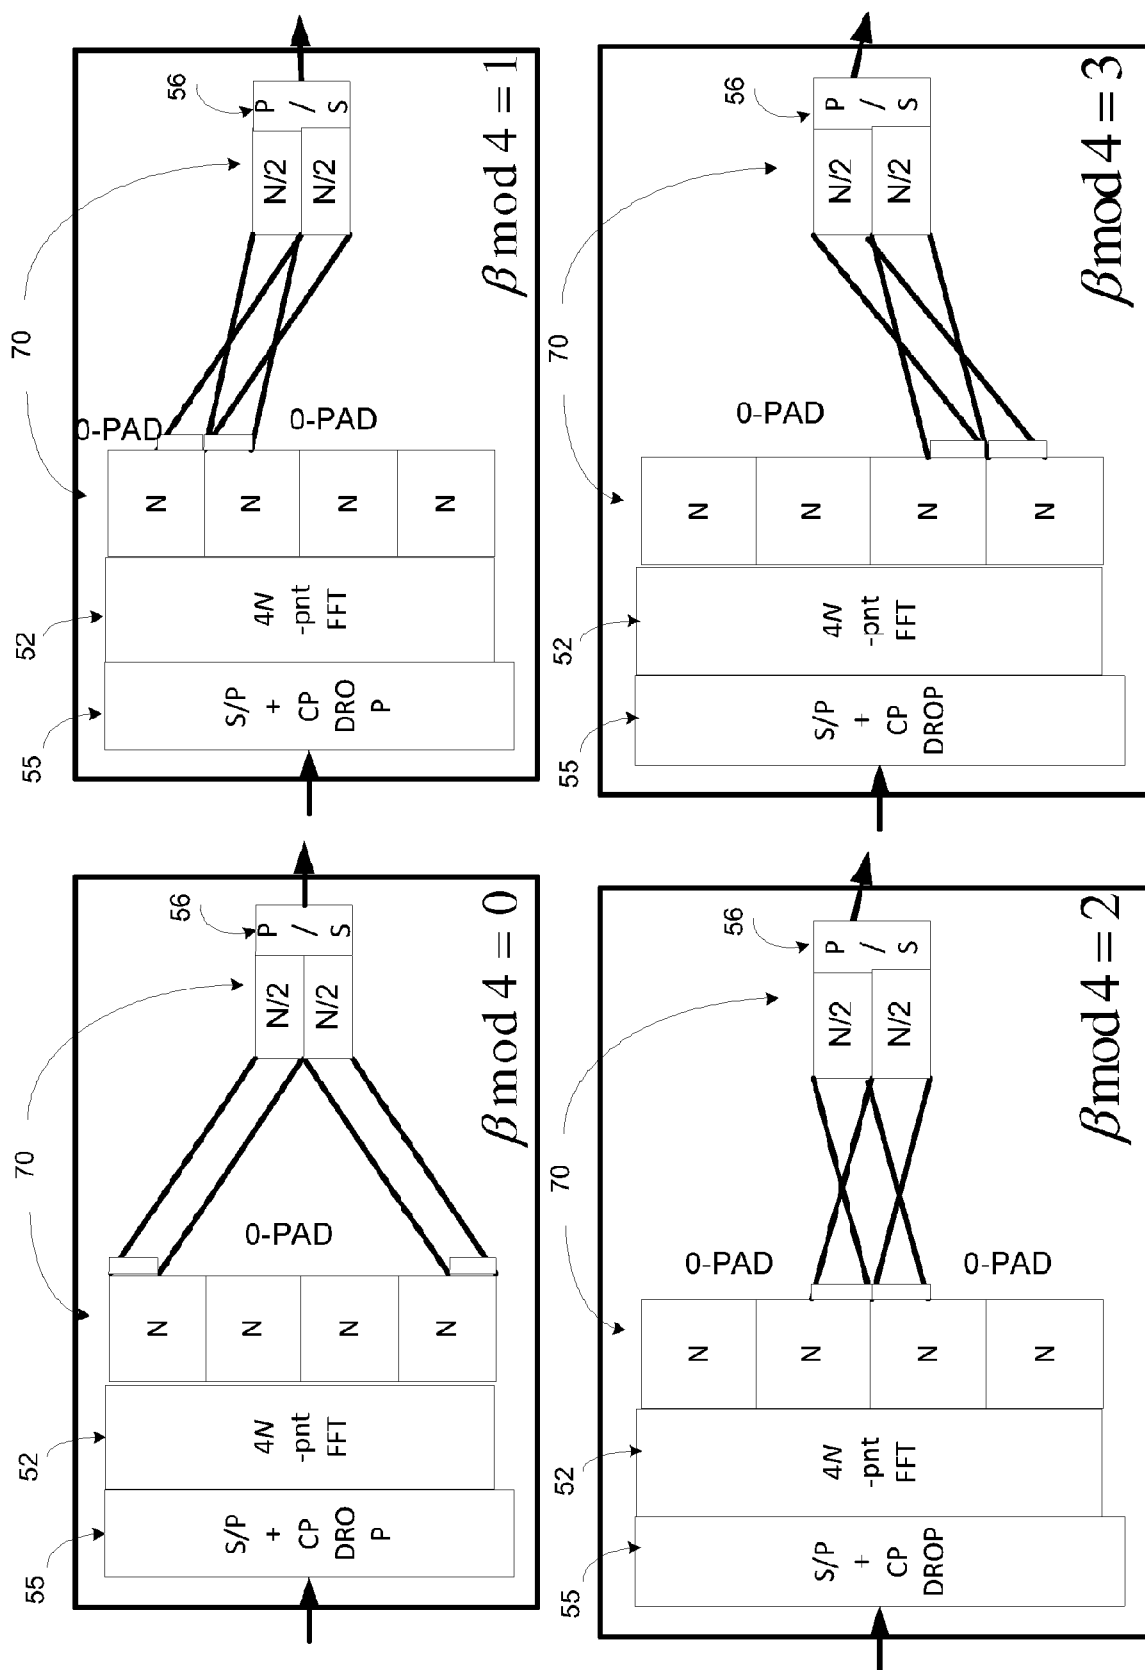 70
55
52
56
S/P
+
CP
DRO
P
4N
-pnt
FFT
N
N
N
N
0-PAD
N/2
N/2
P
/
S
β mod 4 = 0
70
55
52
56
S/P
+
CP
DRO
P
4N
-pnt
FFT
N
N
N
N
0-PAD
0-PAD
N/2
N/2
P
/
S
β mod 4 = 1
70
55
52
56
S/P
+
CP
DROP
4N
-pnt
FFT
N
N
N
N
0-PAD
0-PAD
N/2
N/2
P
/
S
β mod 4 = 2
70
55
52
56
S/P
+
CP
DROP
4N
-pnt
FFT
N
N
N
N
0-PAD
N/2
N/2
P
/
S
β mod 4 = 3